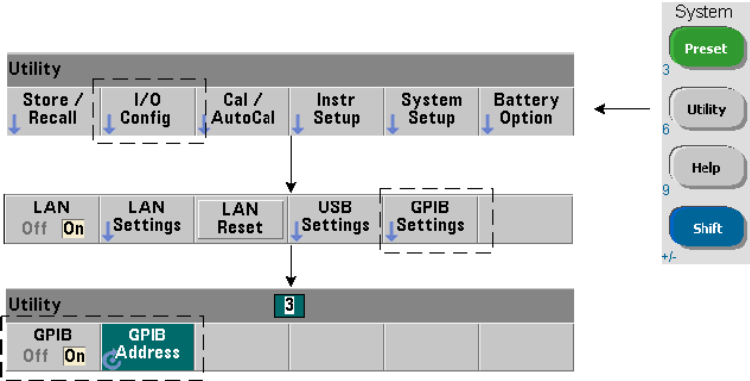 System
Preset
3
Utility
6
Help
9
Shift
+/-
Utility
Store / Recall
I/O Config
Cal / AutoCal
Instr Setup
System Setup
Battery Option
LAN
Off On
LAN Settings
LAN Reset
USB Settings
GPIB Settings
Utility
3
GPIB
Off On
GPIB Address